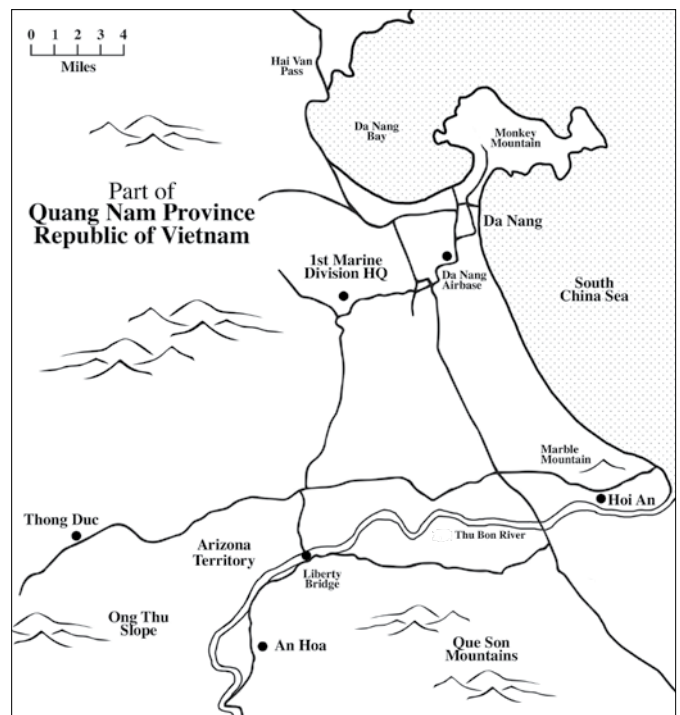 0 1 2 3 4
Miles
Hai Van
Pass
Da Nang
Bay
Monkey
Mountain
Part of
Quang Nam Province
Republic of Vietnam
Da Nang
1st Marine
Division HQ
Da Nang
Airbase
South
China Sea
Marble
Mountain
Hoi An
Thong Duc
Thu Bon River
Arizona
Territory
Liberty
Bridge
Ong Thu
Slope
An Hoa
Que Son
Mountains